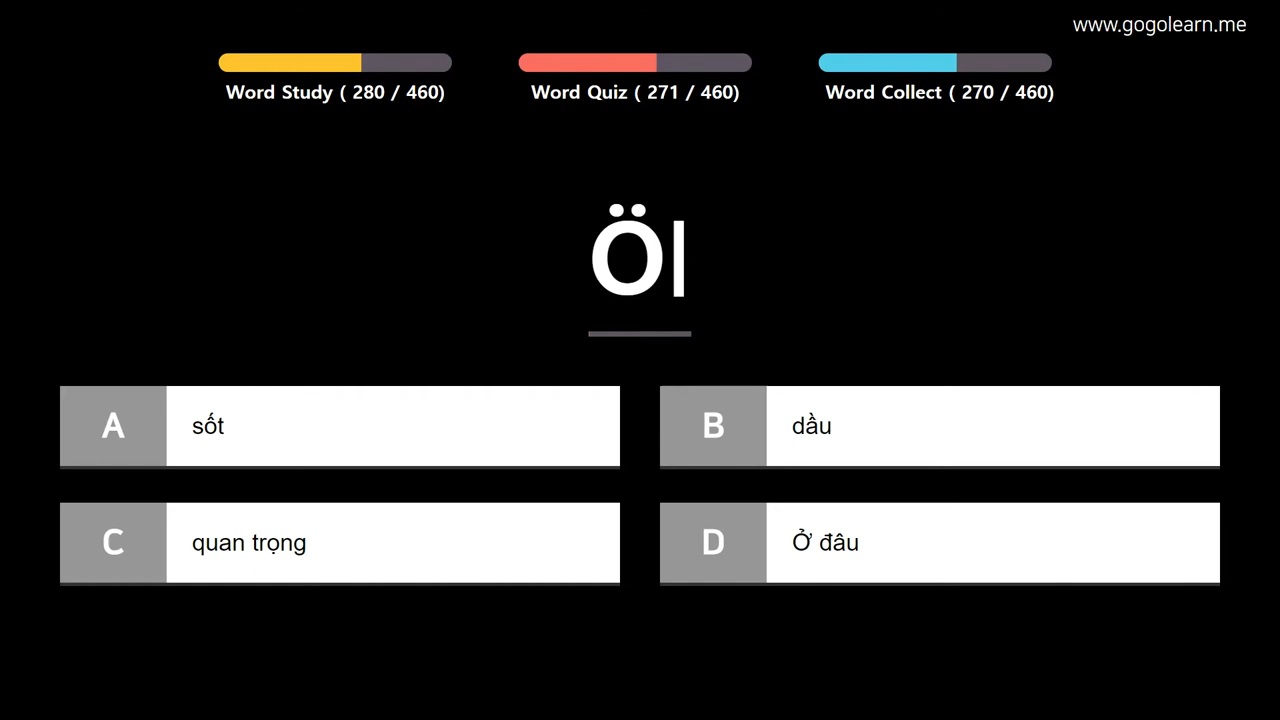 www.gogolearn.me
Word Study ( 280 / 460)
Word Quiz ( 271 / 460)
Word Collect ( 270 / 460)
Öl
A sốt
B dầu
C quan trọng
D Ở đâu